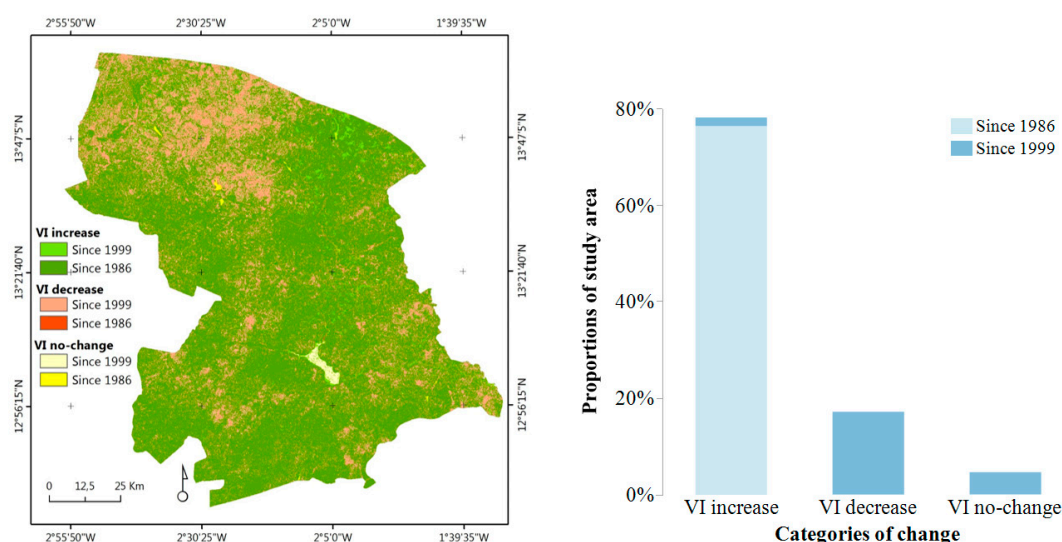 2°55'50"W 2°30'25"W 2°5'0"W 1°39'35"W
13°47'5"N 13°47'5"N
13°21'40"N 13°21'40"N
12°56'15"N 12°56'15"N
VI increase
Since 1999
Since 1986
VI decrease
Since 1999
Since 1986
VI no-change
Since 1999
Since 1986
0 12,5 25 Km
2°55'50"W 2°30'25"W 2°5'0"W 1°39'35"W
Proportions of study area
80%
60%
40%
20%
0%
Since 1986
Since 1999
VI increase VI decrease VI no-change
Categories of change